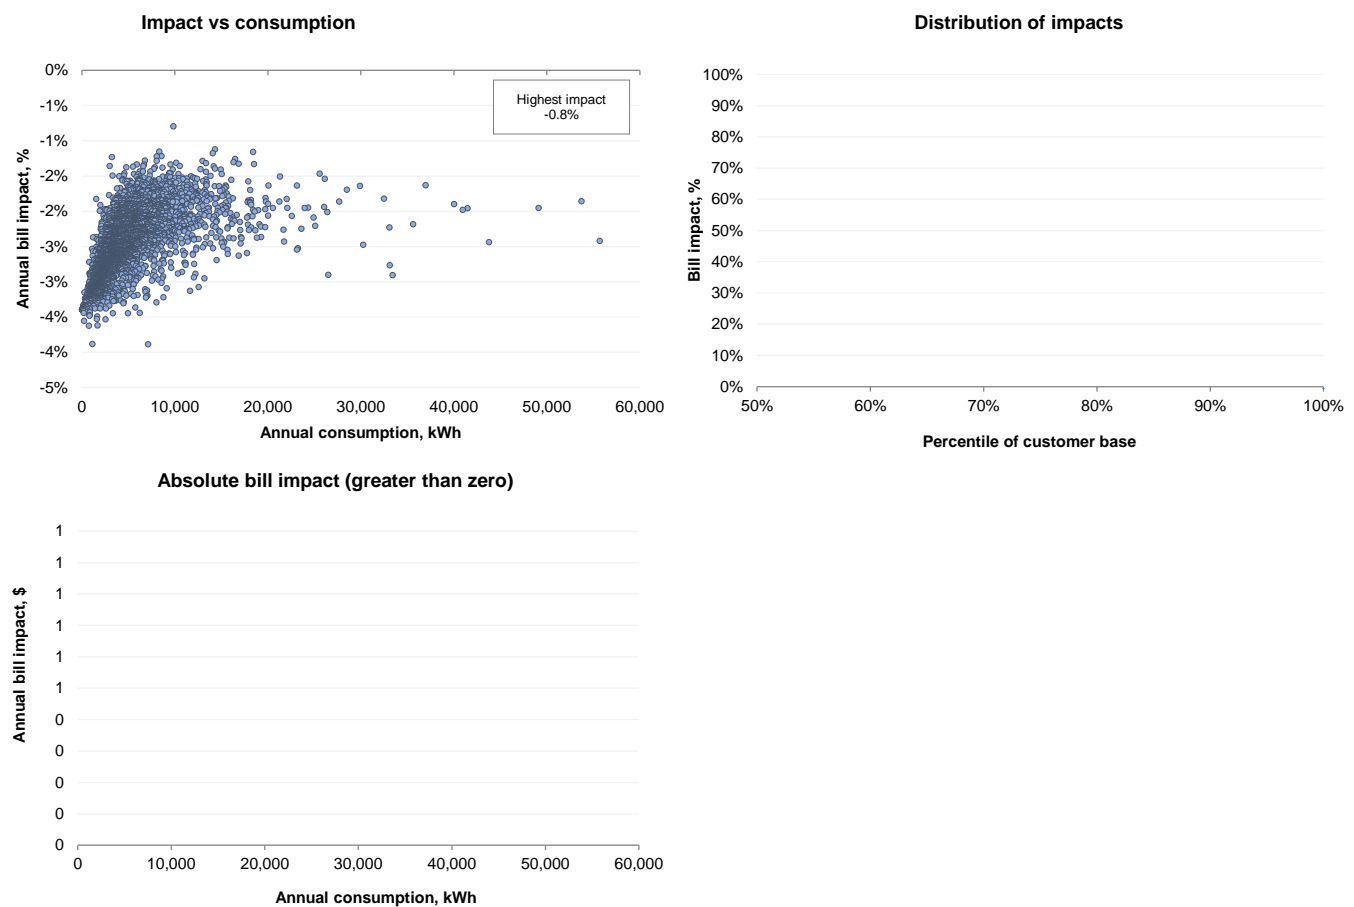 Impact vs consumption
0%
-1%
-1%
-2%
-2%
-3%
-3%
-4%
-4%
-5%
Annual bill impact, %
Highest impact
-0.8%
0 10,000 20,000 30,000 40,000 50,000 60,000
Annual consumption, kWh
Distribution of impacts
100%
90%
80%
70%
60%
50%
40%
30%
20%
10%
0%
Bill impact, %
50% 60% 70% 80% 90% 100%
Percentile of customer base
Absolute bill impact (greater than zero)
1
1
1
1
1
1
0
0
0
0
0
Annual bill impact, $
0 10,000 20,000 30,000 40,000 50,000 60,000
Annual consumption, kWh